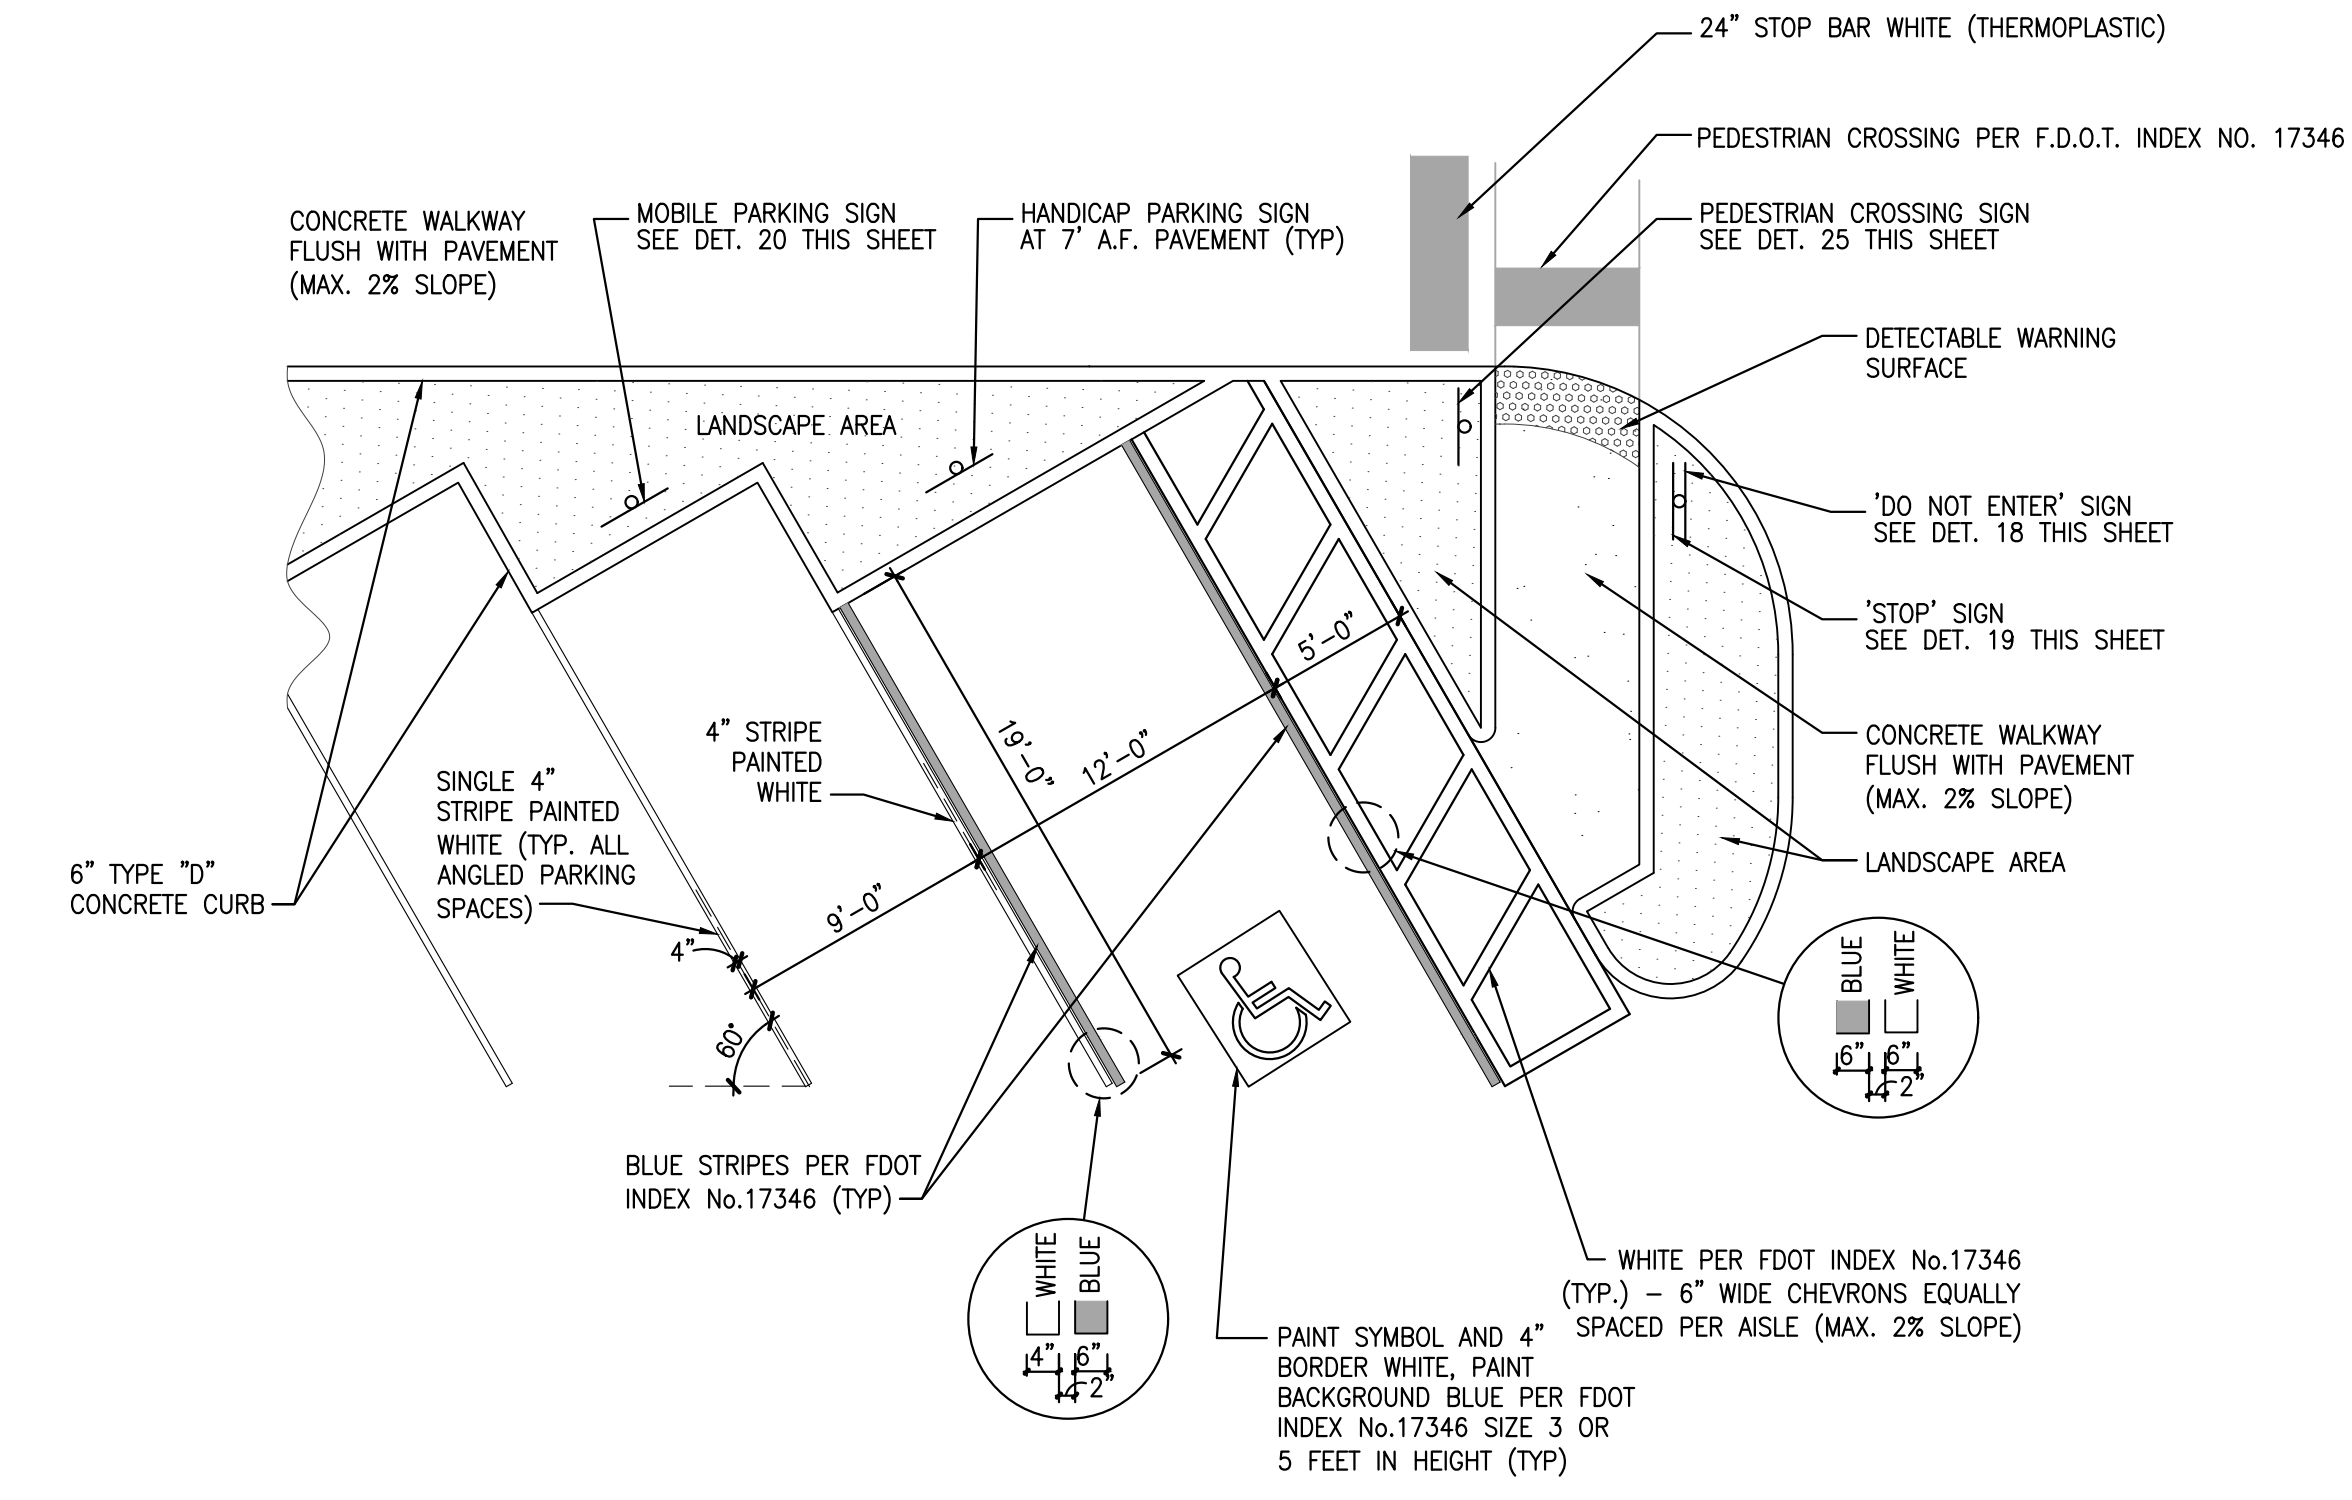 24" STOP BAR WHITE (THERMOPLASTIC)
PEDESTRIAN CROSSING PER F.D.O.T. INDEX NO. 17346
CONCRETE WALKWAY
FLUSH WITH PAVEMENT
(MAX. 2% SLOPE)
MOBILE PARKING SIGN
SEE DET. 20 THIS SHEET
HANDICAP PARKING SIGN
AT 7' A.F. PAVEMENT (TYP)
PEDESTRIAN CROSSING SIGN
SEE DET. 25 THIS SHEET
DETECTABLE WARNING
SURFACE
LANDSCAPE AREA
'DO NOT ENTER' SIGN
SEE DET. 18 THIS SHEET
'STOP' SIGN
SEE DET. 19 THIS SHEET
5'-0"
19'-0"
12'-0"
9'-0"
4" STRIPE
PAINTED
WHITE
CONCRETE WALKWAY
FLUSH WITH PAVEMENT
(MAX. 2% SLOPE)
SINGLE 4"
STRIPE PAINTED
WHITE (TYP. ALL
ANGLED PARKING
SPACES)
6" TYPE "D"
CONCRETE CURB
LANDSCAPE AREA
4"
60°
BLUE
WHITE
6"
6"
2"
BLUE STRIPES PER FDOT
INDEX No.17346 (TYP)
WHITE
BLUE
4"
6"
2"
WHITE PER FDOT INDEX No.17346
(TYP.) - 6" WIDE CHEVRONS EQUALLY
SPACED PER AISLE (MAX. 2% SLOPE)
PAINT SYMBOL AND 4"
BORDER WHITE, PAINT
BACKGROUND BLUE PER FDOT
INDEX No.17346 SIZE 3 OR
5 FEET IN HEIGHT (TYP)